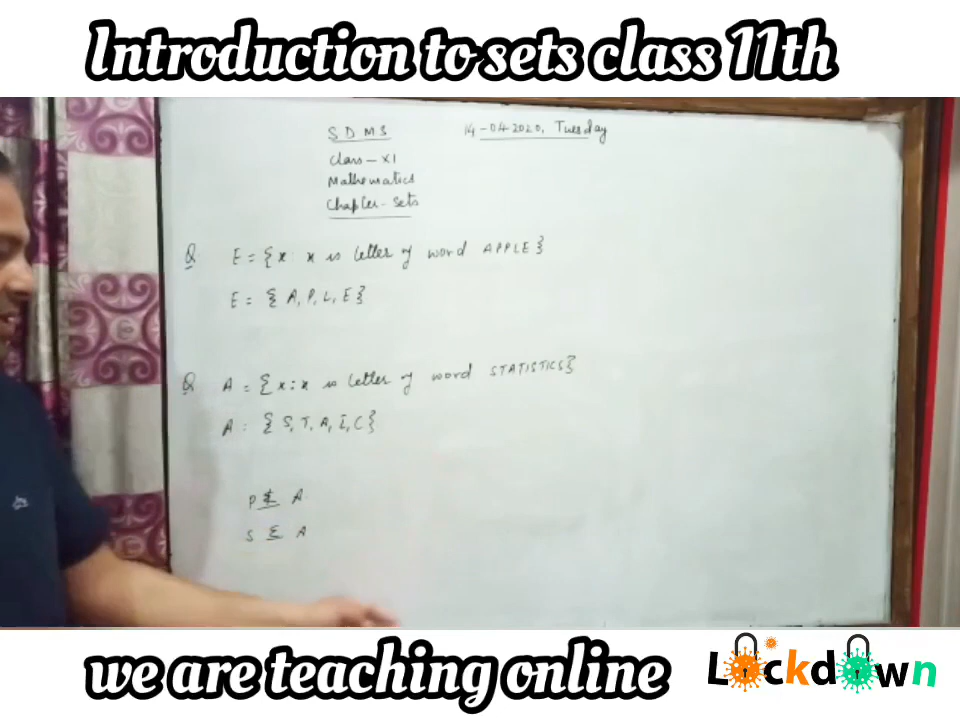 Introduction to sets class 11th
S D M S 14-04-2020, Tuesday
Class - XI
Mathematics
Chapter - Sets
Q E = {x x is letter of word APPLE}
E = { A, P, L, E}
Q A = {x : x is letter of word STATISTICS}
A = { S, T, A, I, C}
P ∉ A
S ∈ A
we are teaching online Lockdown